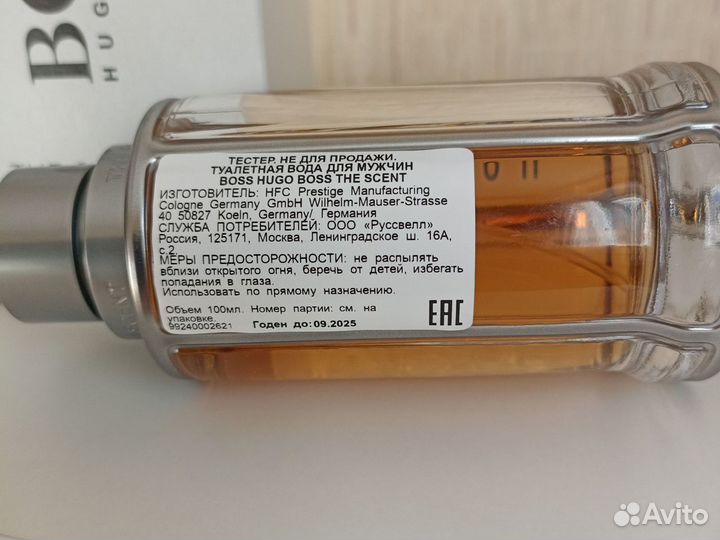 BO
HUG
ТЕСТЕР. НЕ ДЛЯ ПРОДАЖИ.
ТУАЛЕТНАЯ ВОДА ДЛЯ МУЖЧИН
BOSS HUGO BOSS THE SCENT
ИЗГОТОВИТЕЛЬ: HFC Prestige Manufacturing
Cologne Germany GmbH Wilhelm-Mauser-Strasse
40 50827 Koeln, Germany/ Германия
СЛУЖБА ПОТРЕБИТЕЛЕЙ: ООО «Руссвелл»
Россия, 125171, Москва, Ленинградское ш. 16А,
с.2
МЕРЫ ПРЕДОСТОРОЖНОСТИ: не распылять
вблизи открытого огня, беречь от детей, избегать
попадания в глаза.
Использовать по прямому назначению.
Объем 100мл. Номер партии: см. на
упаковке.
99240002621 Годен до:09.2025
EAC
Avito